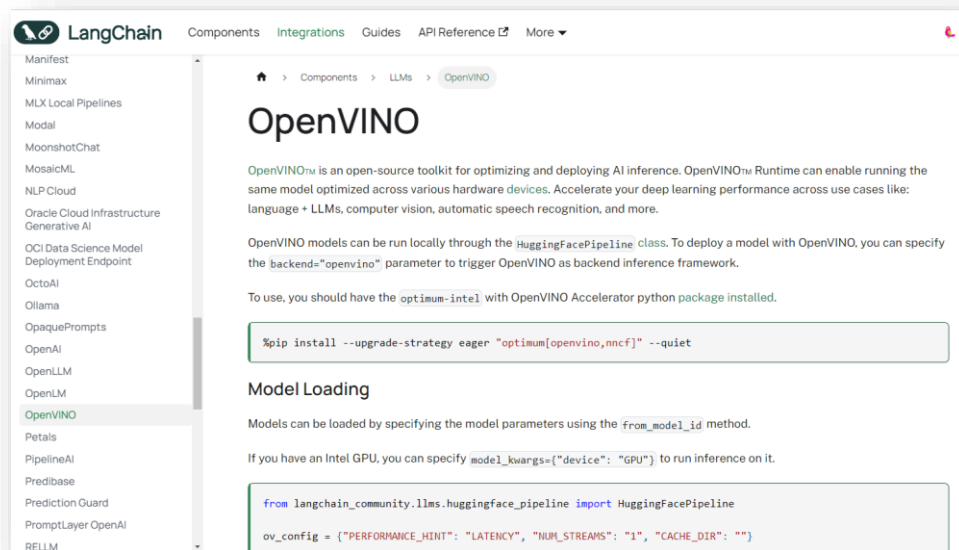 LangChain
Components Integrations Guides API Reference More
Manifest
Minimax
MLX Local Pipelines
Modal
MoonshotChat
MosaicML
NLP Cloud
Oracle Cloud Infrastructure
Generative AI
OCI Data Science Model
Deployment Endpoint
OctoAI
Ollama
OpaquePrompts
OpenAI
OpenLLM
OpenLM
OpenVINO
Petals
PipelineAI
Predibase
Prediction Guard
PromptLayer OpenAI
RELLM
Components > LLMs > OpenVINO
OpenVINO
OpenVINO™ is an open-source toolkit for optimizing and deploying AI inference. OpenVINO™ Runtime can enable running the
same model optimized across various hardware devices. Accelerate your deep learning performance across use cases like:
language + LLMs, computer vision, automatic speech recognition, and more.
OpenVINO models can be run locally through the HuggingFacePipeline class. To deploy a model with OpenVINO, you can specify
the backend="openvino" parameter to trigger OpenVINO as backend inference framework.
To use, you should have the optimum-intel with OpenVINO Accelerator python package installed.
%pip install --upgrade-strategy eager "optimum[openvino,nncf]" --quiet
Model Loading
Models can be loaded by specifying the model parameters using the from_model_id method.
If you have an Intel GPU, you can specify model_kwargs={"device": "GPU"} to run inference on it.
from langchain_community.llms.huggingface_pipeline import HuggingFacePipeline
ov_config = {"PERFORMANCE_HINT": "LATENCY", "NUM_STREAMS": "1", "CACHE_DIR": ""}